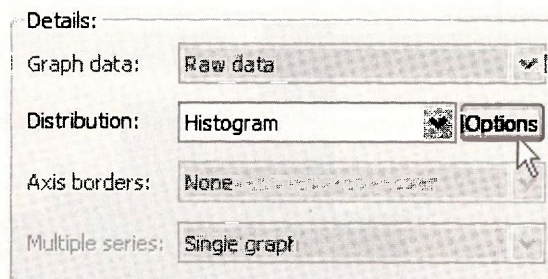 Details:
Graph data: Raw data
Distribution: Histogram Options
Axis borders: None
Multiple series: Single graph